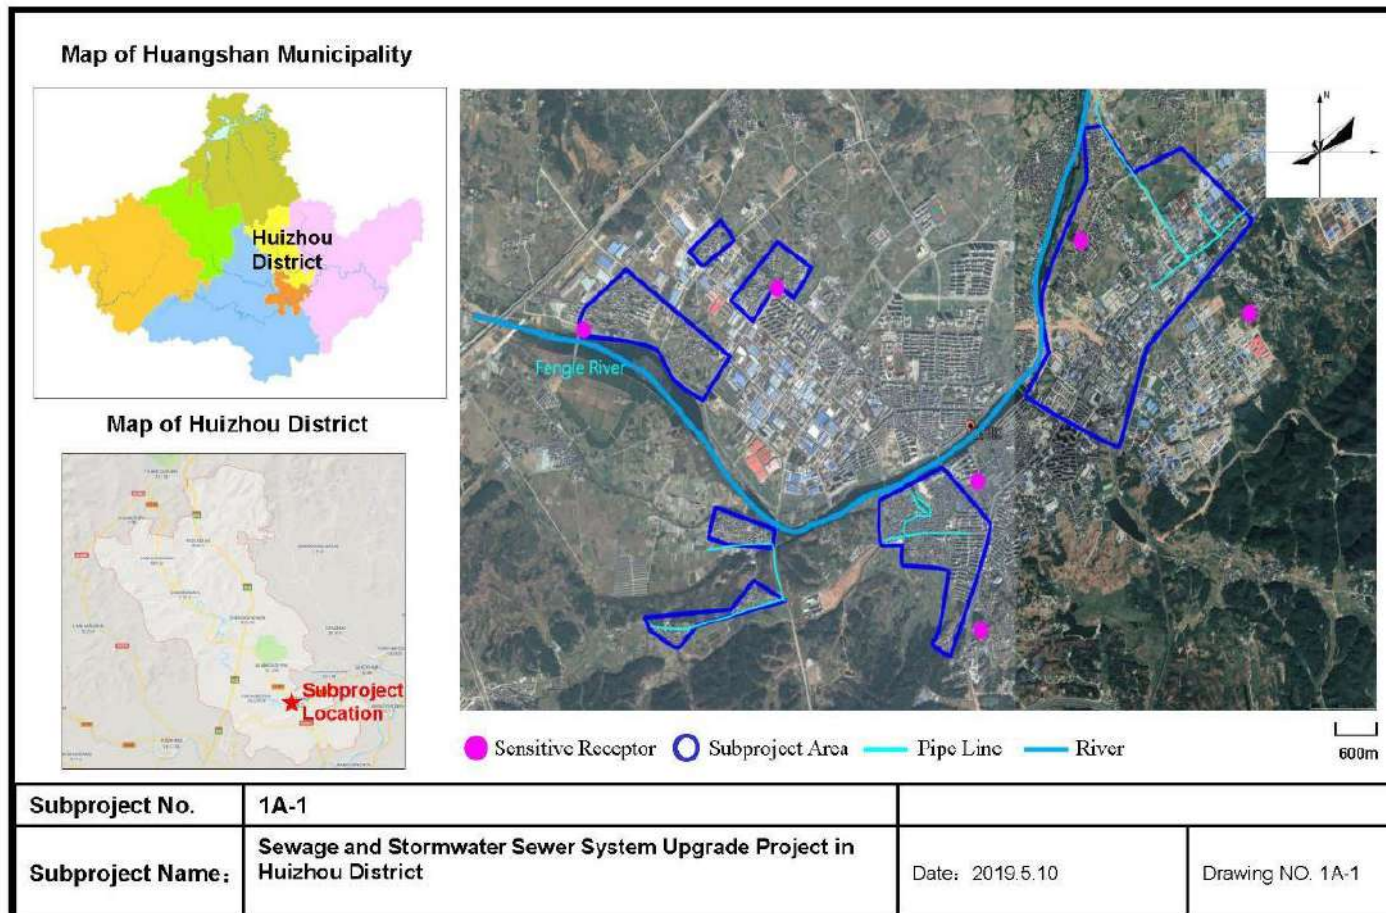 Map of Huangshan Municipality
Huizhou
District
Map of Huizhou District
Subproject
Location
N
Fengle River
Sensitive Receptor
Subproject Area
Pipe Line
River
600m
Subproject No.
1A-1
Subproject Name:
Sewage and Stormwater Sewer System Upgrade Project in
Huizhou District
Date: 2019.5.10
Drawing NO. 1A-1